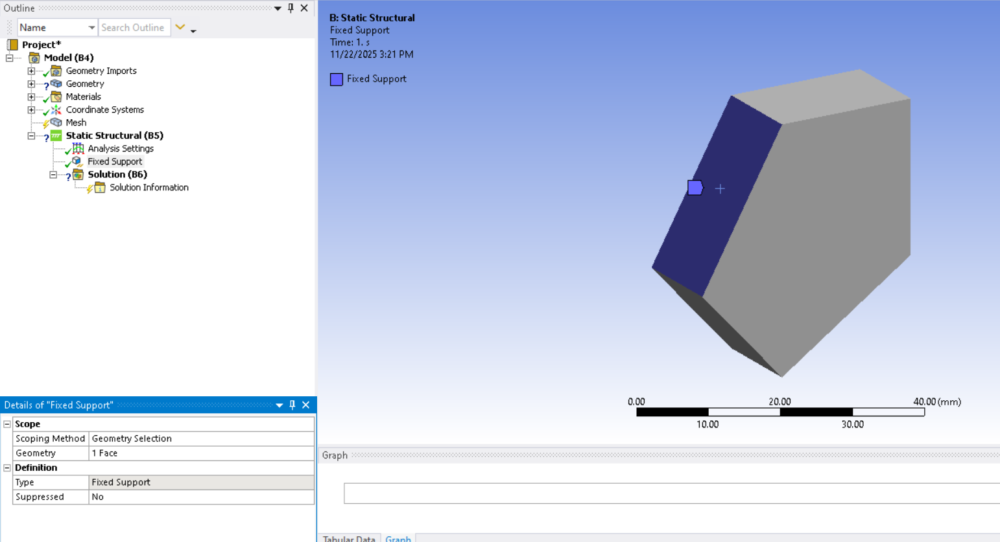 Outline
Name
Search Outline
Project*
Model (B4)
Geometry Imports
Geometry
Materials
Coordinate Systems
Mesh
Static Structural (B5)
Analysis Settings
Fixed Support
Solution (B6)
Solution Information
Details of "Fixed Support"
Scope
Scoping Method Geometry Selection
Geometry 1 Face
Definition
Type Fixed Support
Suppressed No
B: Static Structural
Fixed Support
Time: 1. s
11/22/2025 3:21 PM
Fixed Support
0.00 20.00 40.00 (mm)
10.00 30.00
Graph
Tabular Data Graph